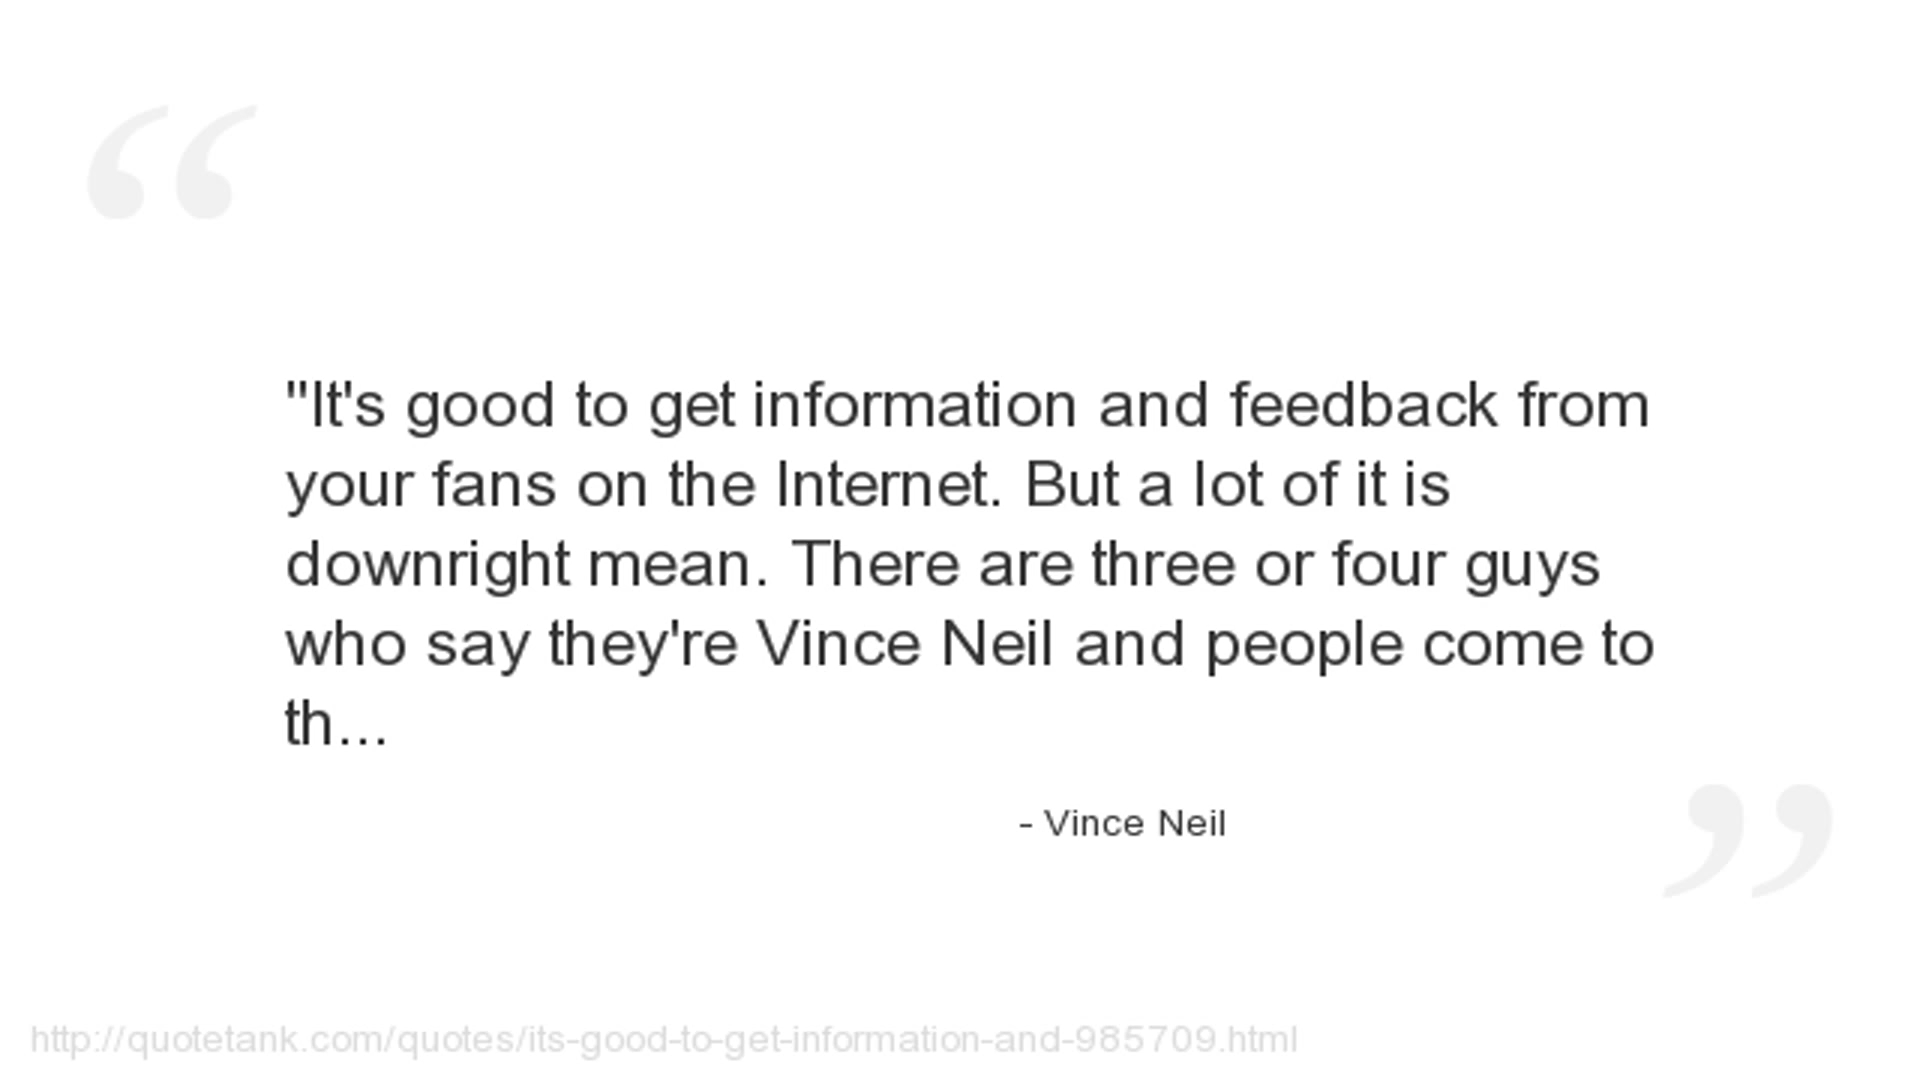 "It's good to get information and feedback from
your fans on the Internet. But a lot of it is
downright mean. There are three or four guys
who say they're Vince Neil and people come to
th...
- Vince Neil
http://quotetank.com/quotes/its-good-to-get-information-and-985709.html